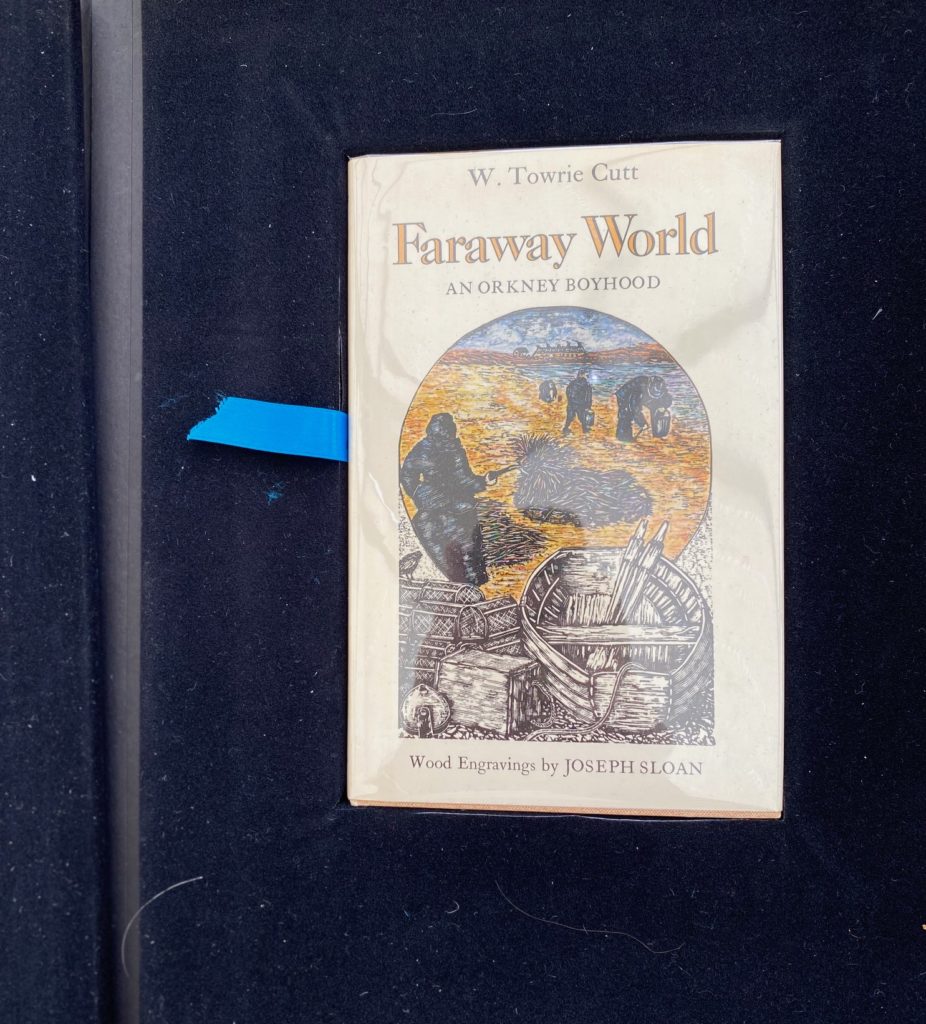 W. Towrie Cutt
Faraway World
AN ORKNEY BOYHOOD
Wood Engravings by JOSEPH SLOAN